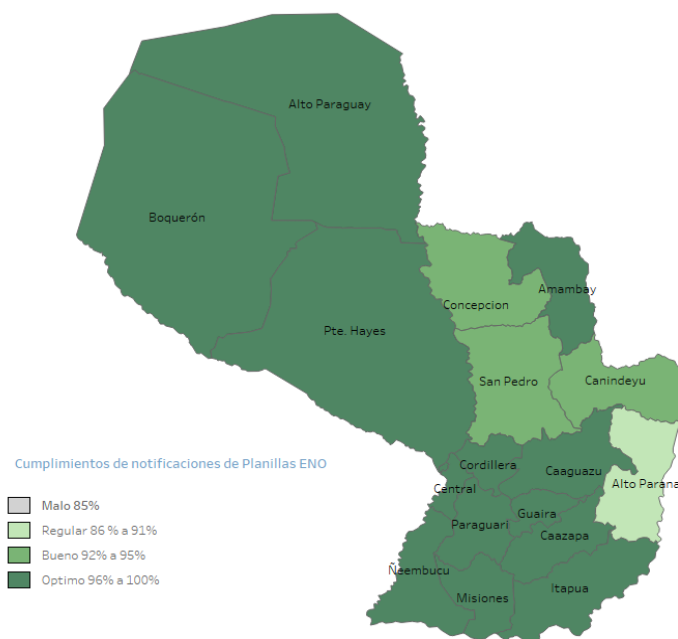 Alto Paraguay
Boquerón
Amambay
Concepcion
Pte. Hayes
San Pedro
Canindeyu
Cumplimientos de notificaciones de Planillas ENO
Malo 85%
Regular 86 % a 91%
Bueno 92% a 95%
Optimo 96% a 100%
Cordillera
Caaguazu
Alto Parana
Central
Guaira
Paraguari
Caazapa
Ñeembucu
Itapua
Misiones